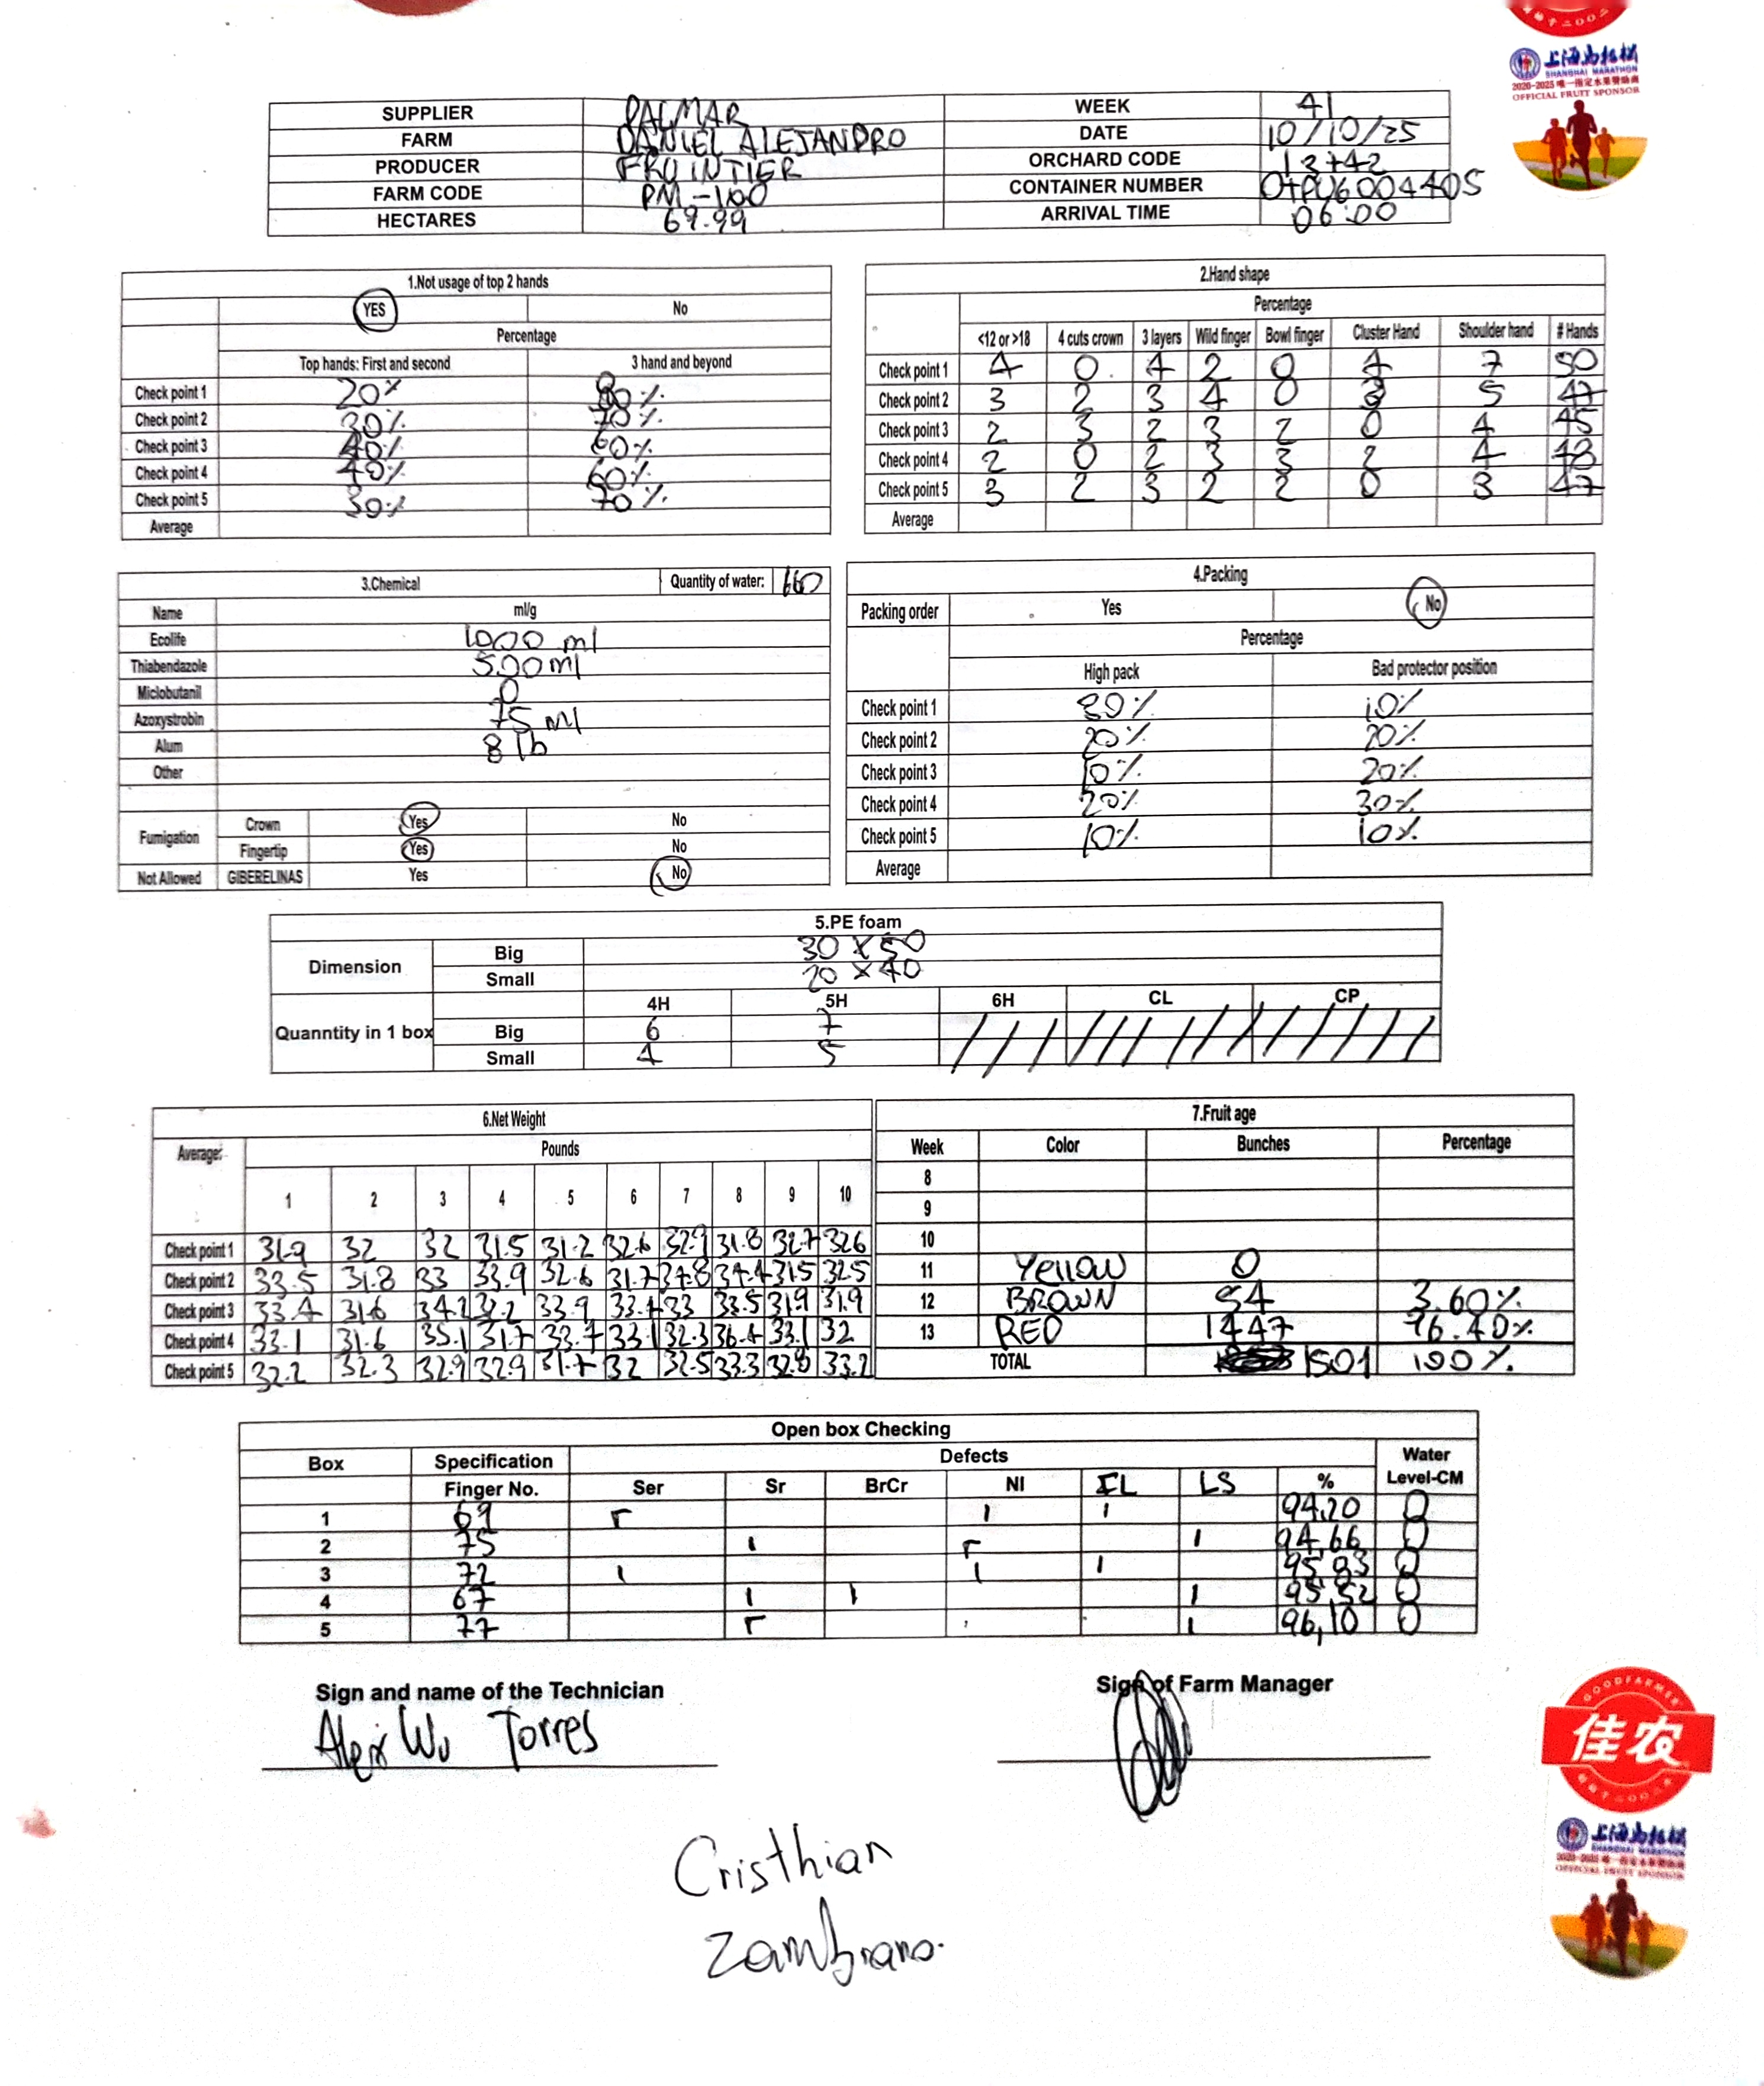 上海马拉松
SHANGHAI MARATHON
2020-2025 唯一指定水果赞助商
OFFICIAL FRUIT SPONSOR
SUPPLIER PALMAR WEEK 41
FARM DANIEL ALEJANDRO DATE 10/10/25
PRODUCER FRUINTIER ORCHARD CODE 13742
FARM CODE PM-100 CONTAINER NUMBER OTPU6004405
HECTARES 69.99 ARRIVAL TIME 06:00
1.Not usage of top 2 hands
YES No
Percentage
Top hands: First and second 3 hand and beyond
Check point 1 20% 80%
Check point 2 30% 70%
Check point 3 40% 60%
Check point 4 40% 60%
Check point 5 30% 70%
Average
2.Hand shape
Percentage
<12 or >18 4 cuts crown 3 layers Wild finger Bowl finger Cluster Hand Shoulder hand # Hands
Check point 1 4 0 4 2 0 4 7 50
Check point 2 3 2 3 4 0 3 5 47
Check point 3 2 3 2 3 2 0 4 45
Check point 4 2 0 2 3 3 2 4 48
Check point 5 3 2 3 2 2 0 3 47
Average
3.Chemical Quantity of water: 660
Name ml/g
Ecolife 1000 ml
Thiabendazole 500ml
Miclobutanil 0
Azoxystrobin 75 ml
Alum 8 lb
Other
Fumigation Crown Yes No
Fingertip Yes No
Not Allowed GIBERELINAS Yes No
4.Packing
Packing order Yes No
Percentage
High pack Bad protector position
Check point 1 30% 10%
Check point 2 20% 20%
Check point 3 10% 20%
Check point 4 20% 30%
Check point 5 10% 10%
Average
5.PE foam
Dimension Big 30 x 50
Small 20 x 40
4H 5H 6H CL CP
Quanntity in 1 box Big 6 7
Small 4 5
6.Net Weight
Average: Pounds
1 2 3 4 5 6 7 8 9 10
Check point 1 31.9 32 32 31.5 31.2 32.6 32.9 31.8 32.7 32.6
Check point 2 33.5 31.8 33 33.9 32.6 31.7 34.4 31.5 32.5
Check point 3 33.4 31.6 34.2 33.9 33.4 33 33.5 31.9 31.9
Check point 4 33.1 31.6 35.1 31.7 33.7 33.1 32.3 36.4 33.1 32
Check point 5 32.2 32.3 32.9 32.9 31.7 32 32.5 33.3 32.8 33.2
7.Fruit age
Week Color Bunches Percentage
8
9
10
11 Yellow 0
12 BROWN 54 3.60%
13 RED 1447 96.40%
TOTAL 1501 100%
Open box Checking
Box Specification Defects Water
Finger No. Ser Sr BrCr NI FL LS % Level-CM
1 69 r 1 1 94,20 0
2 75 1 r 1 94,66 0
3 72 1 1 1 95,83 0
4 67 1 1 1 95,52 0
5 77 r 1 96,10 0
Sign and name of the Technician Sign of Farm Manager
Alex Wu Torres
GOODFARMER
佳农
上海马拉松
SHANGHAI MARATHON
OFFICIAL FRUIT SPONSOR
Cristhian
Zambrano.